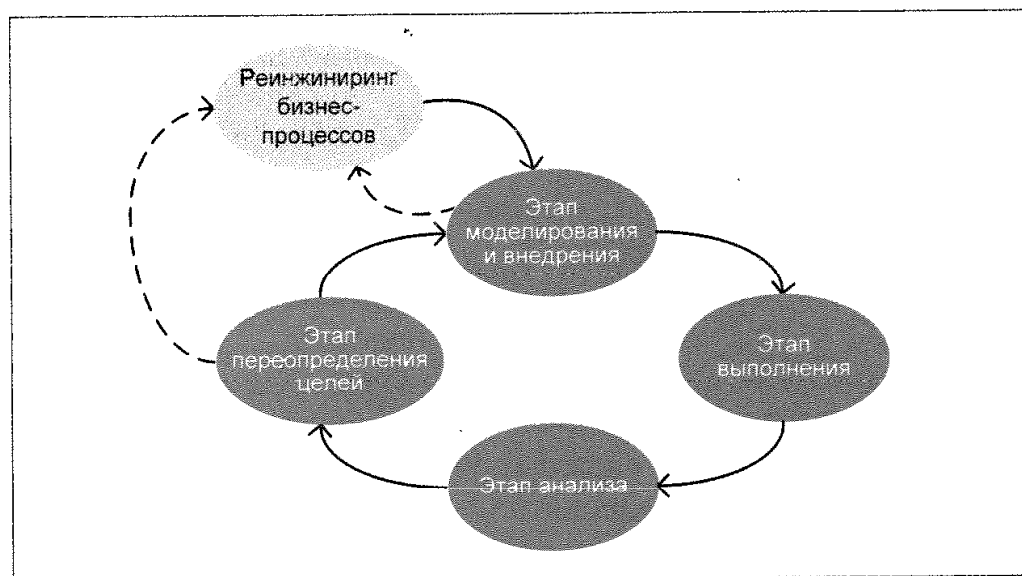 Реинжиниринг
бизнес-
процессов
Этап
моделирования
и внедрения
Этап
переопределения
целей
Этап
выполнения
Этап анализа